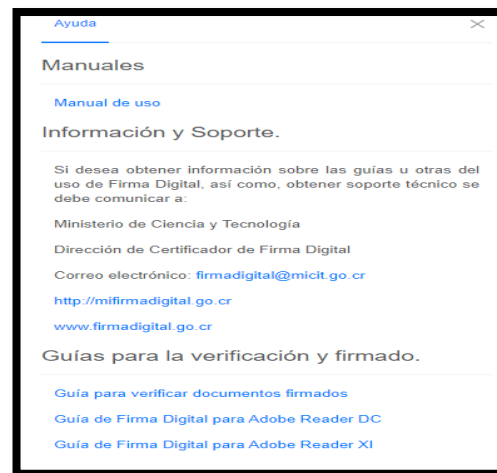 Ayuda
Manuales
Manual de uso
Información y Soporte.
Si desea obtener información sobre las guías u otras del
uso de Firma Digital, así como, obtener soporte técnico se
debe comunicar a:
Ministerio de Ciencia y Tecnología
Dirección de Certificador de Firma Digital
Correo electrónico: firmadigital@micit.go.cr
http://mifirmadigital.go.cr
www.firmadigital.go.cr
Guías para la verificación y firmado.
Guía para verificar documentos firmados
Guía de Firma Digital para Adobe Reader DC
Guía de Firma Digital para Adobe Reader XI